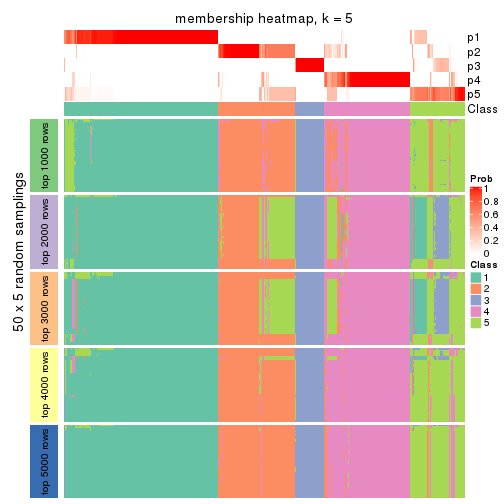 membership heatmap, k = 5
p1
p2
p3
p4
p5
Class
50 x 5 random samplings
top 1000 rows
top 2000 rows
top 3000 rows
top 4000 rows
top 5000 rows
Prob
1
0.8
0.6
0.4
0.2
0
Class
1
2
3
4
5